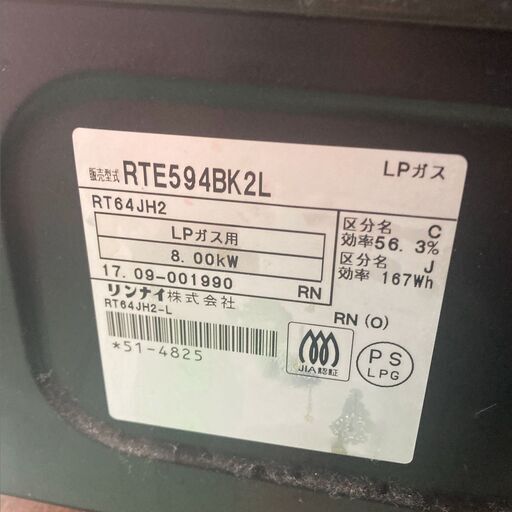 販売型式 RTE594BK2L LPガス
RT64JH2
LPガス用
8.00kW
17.09-001990 RN
区分名 C
効率56.3%
区分名 J
効率 167Wh
リンナイ株式会社
RT64JH2-L
RN (O)
*51-4825
JIA認証
PS
LPG